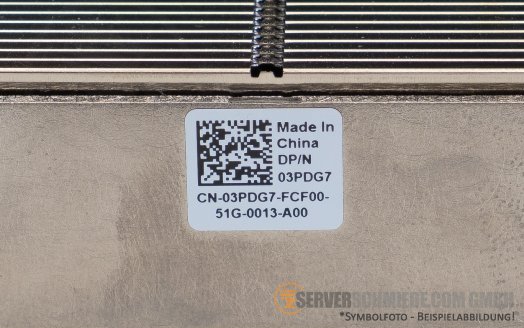 Made In
China
DP/N
03PDG7
CN-03PDG7-FCF00-
51G-0013-A00
SERVERSCHMIEDE.COM GMBH
*Symbolfoto - Beispielabbildung!